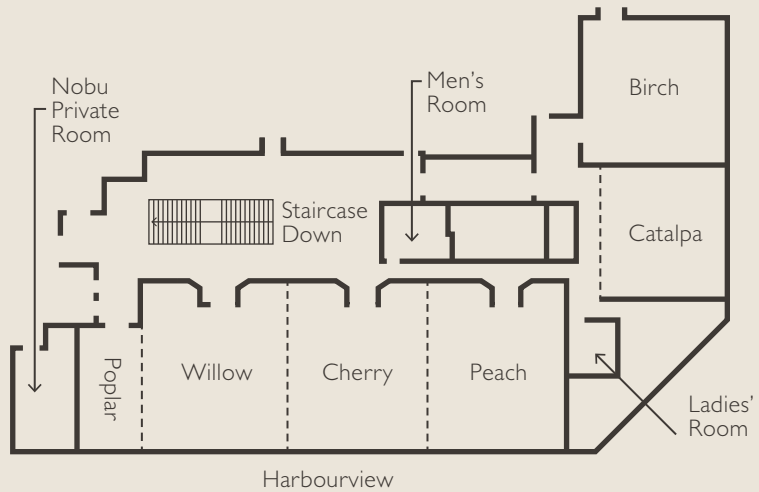 Nobu
Private
Room
Men's
Room
Birch
Staircase
Down
Catalpa
Poplar
Willow
Cherry
Peach
Ladies'
Room
Harbourview